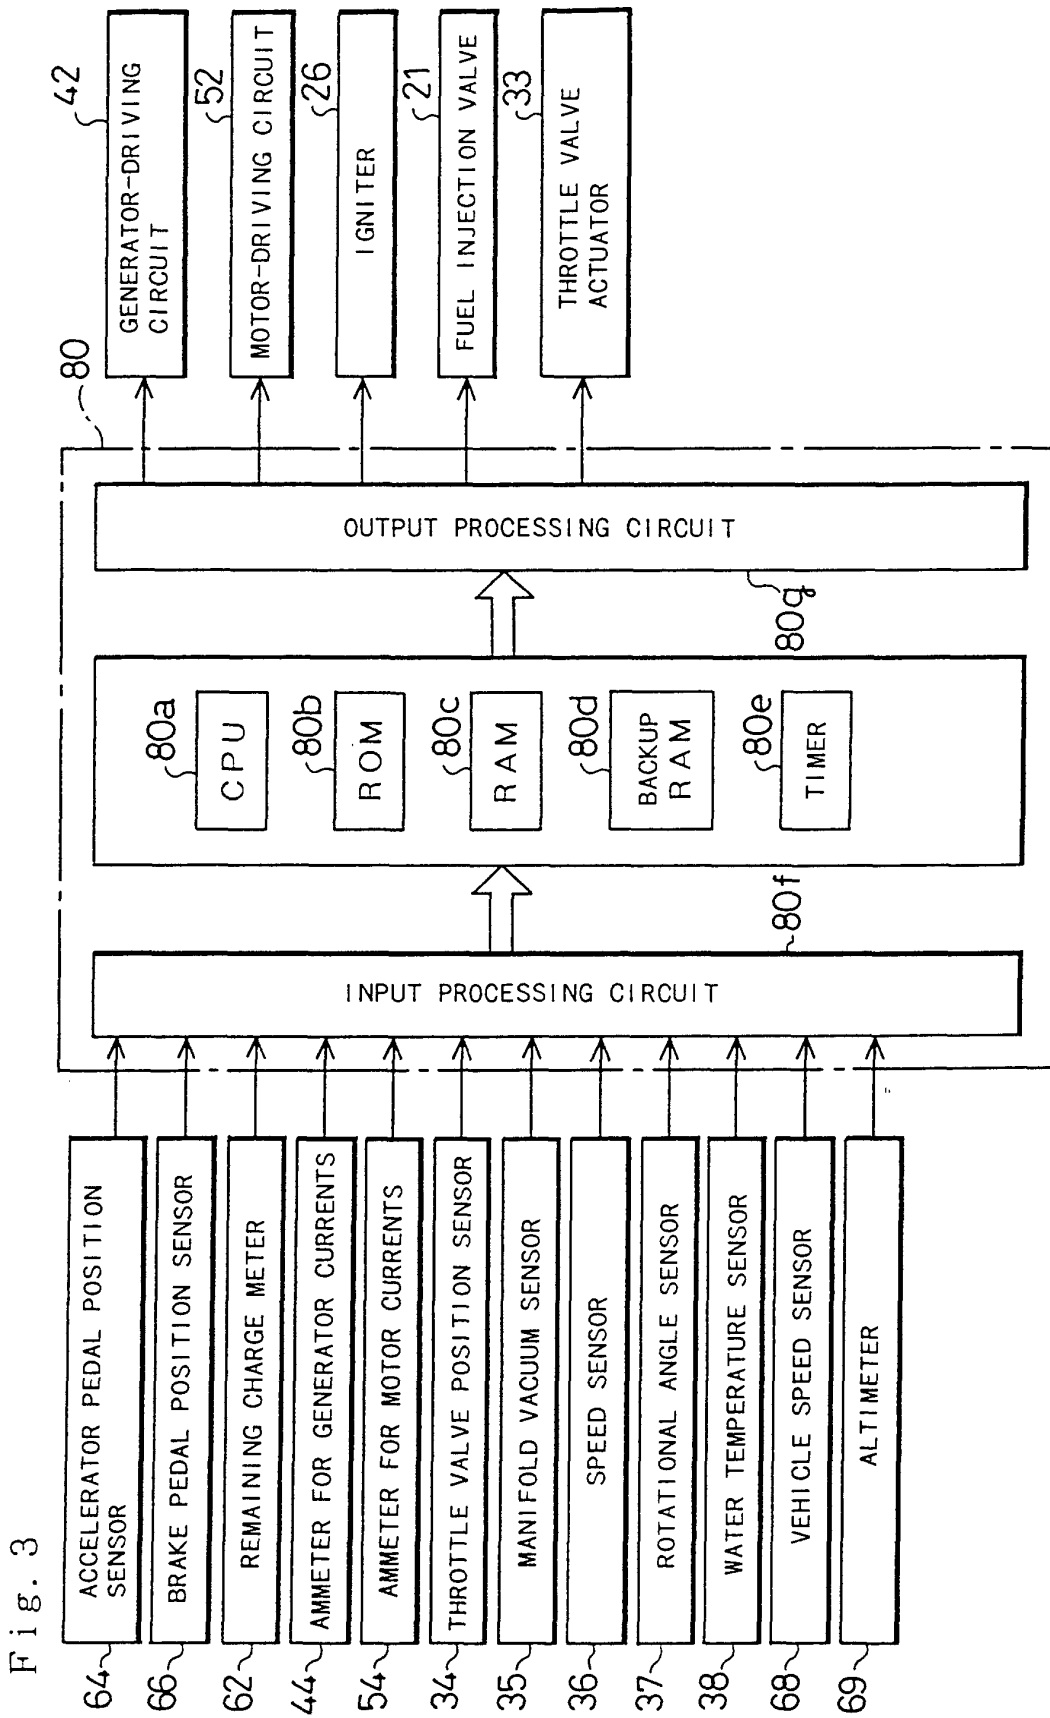 Fig. 3
64
ACCELERATOR PEDAL POSITION
SENSOR
66
BRAKE PEDAL POSITION SENSOR
62
REMAINING CHARGE METER
44
AMMETER FOR GENERATOR CURRENTS
54
AMMETER FOR MOTOR CURRENTS
34
THROTTLE VALVE POSITION SENSOR
35
MANIFOLD VACUUM SENSOR
36
SPEED SENSOR
37
ROTATIONAL ANGLE SENSOR
38
WATER TEMPERATURE SENSOR
68
VEHICLE SPEED SENSOR
69
ALTIMETER
80
INPUT PROCESSING CIRCUIT
80f
80a
CPU
80b
ROM
80c
RAM
80d
BACKUP
RAM
80e
TIMER
OUTPUT PROCESSING CIRCUIT
80g
42
GENERATOR-DRIVING
CIRCUIT
52
MOTOR-DRIVING CIRCUIT
26
IGNITER
21
FUEL INJECTION VALVE
33
THROTTLE VALVE
ACTUATOR